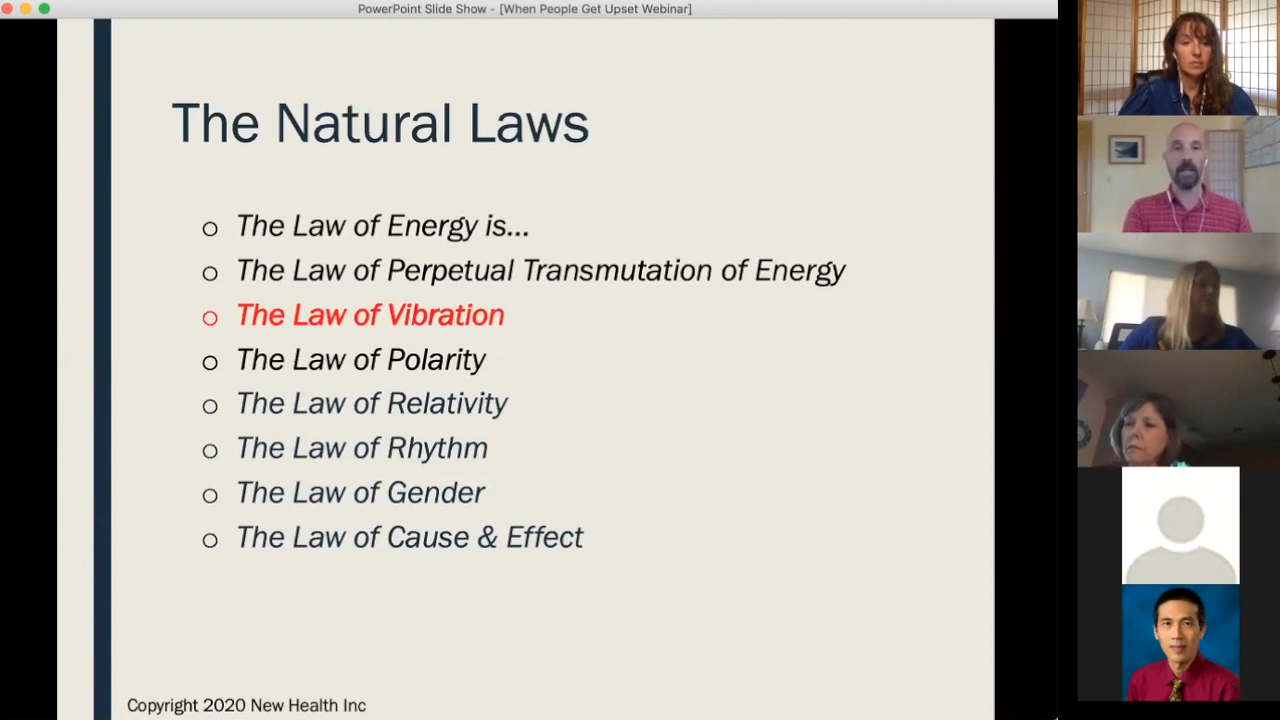 PowerPoint Slide Show - [When People Get Upset Webinar]
The Natural Laws
The Law of Energy is...
The Law of Perpetual Transmutation of Energy
The Law of Vibration
The Law of Polarity
The Law of Relativity
The Law of Rhythm
The Law of Gender
The Law of Cause & Effect
Copyright 2020 New Health Inc